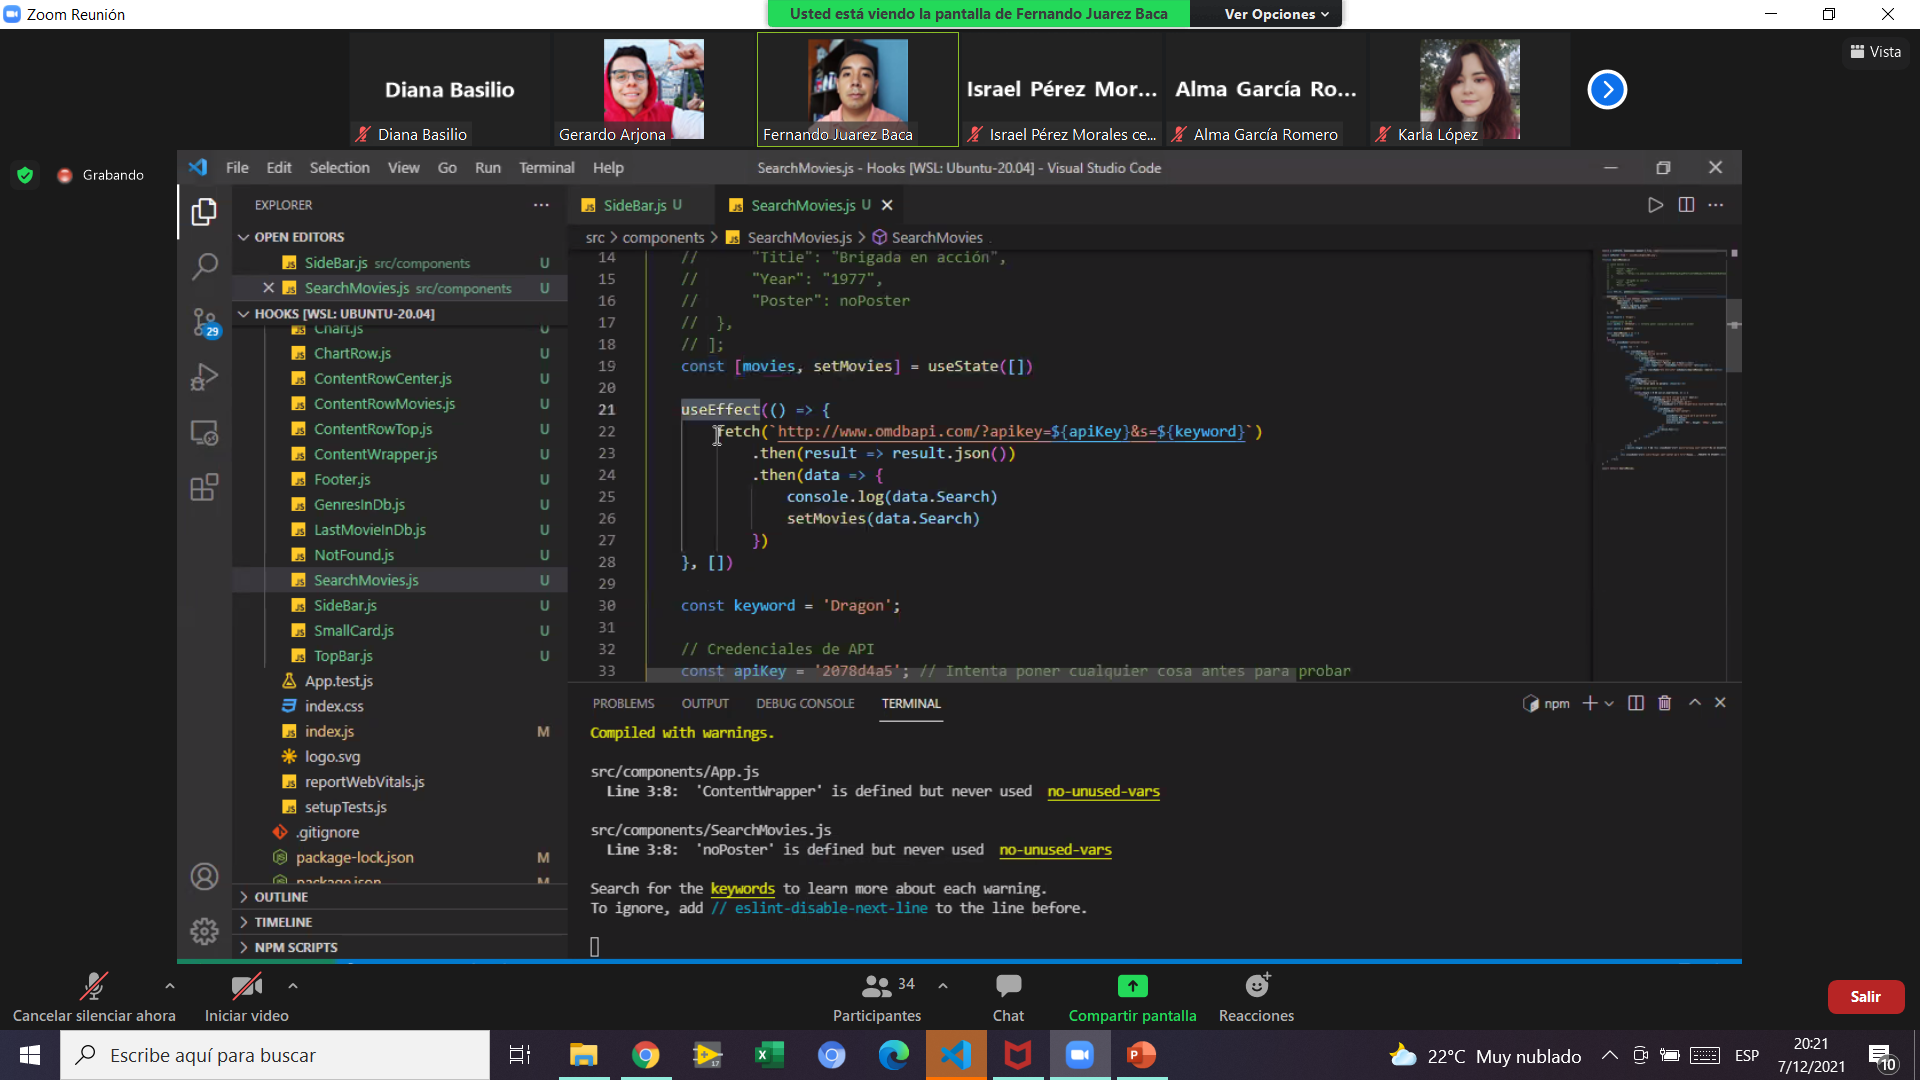 Zoom Reunión
Usted está viendo la pantalla de Fernando Juarez Baca
Ver Opciones
Vista
Diana Basilio
Israel Pérez Mor...
Alma García Ro...
Diana Basilio
Gerardo Arjona
Fernando Juarez Baca
Israel Pérez Morales ce...
Alma García Romero
Karla López
Grabando
File Edit Selection View Go Run Terminal Help
SearchMovies.js - Hooks [WSL: Ubuntu-20.04] - Visual Studio Code
EXPLORER
SideBar.js U
SearchMovies.js U
OPEN EDITORS
src > components > SearchMovies.js > SearchMovies
SideBar.js src/components U
SearchMovies.js src/components U
HOOKS [WSL: UBUNTU-20.04]
29
Chart.js U
ChartRow.js U
ContentRowCenter.js U
ContentRowMovies.js U
ContentRowTop.js U
ContentWrapper.js U
Footer.js U
GenresInDb.js U
LastMovieInDb.js U
NotFound.js U
SearchMovies.js U
SideBar.js U
SmallCard.js U
TopBar.js U
App.test.js
index.css
index.js M
logo.svg
reportWebVitals.js
setupTests.js
.gitignore
package-lock.json M
package.json M
OUTLINE
TIMELINE
NPM SCRIPTS
14 // "Title": "Brigada en acción",
15 // "Year": "1977",
16 // "Poster": noPoster
17 // },
18 // ];
19 const [movies, setMovies] = useState([])
20
21 useEffect(() => {
22 fetch(`http://www.omdbapi.com/?apikey=${apiKey}&s=${keyword}`)
23 .then(result => result.json())
24 .then(data => {
25 console.log(data.Search)
26 setMovies(data.Search)
27 })
28 }, [])
29
30 const keyword = 'Dragon';
31
32 // Credenciales de API
33 const apiKey = '2078d4a5'; // Intenta poner cualquier cosa antes para probar
PROBLEMS OUTPUT DEBUG CONSOLE TERMINAL
npm
Compiled with warnings.
src/components/App.js
Line 3:8: 'ContentWrapper' is defined but never used no-unused-vars
src/components/SearchMovies.js
Line 3:8: 'noPoster' is defined but never used no-unused-vars
Search for the keywords to learn more about each warning.
To ignore, add // eslint-disable-next-line to the line before.
Cancelar silenciar ahora
Iniciar video
34
Participantes
Chat
Compartir pantalla
Reacciones
Salir
Escribe aquí para buscar
22°C Muy nublado
ESP
20:21
7/12/2021
10